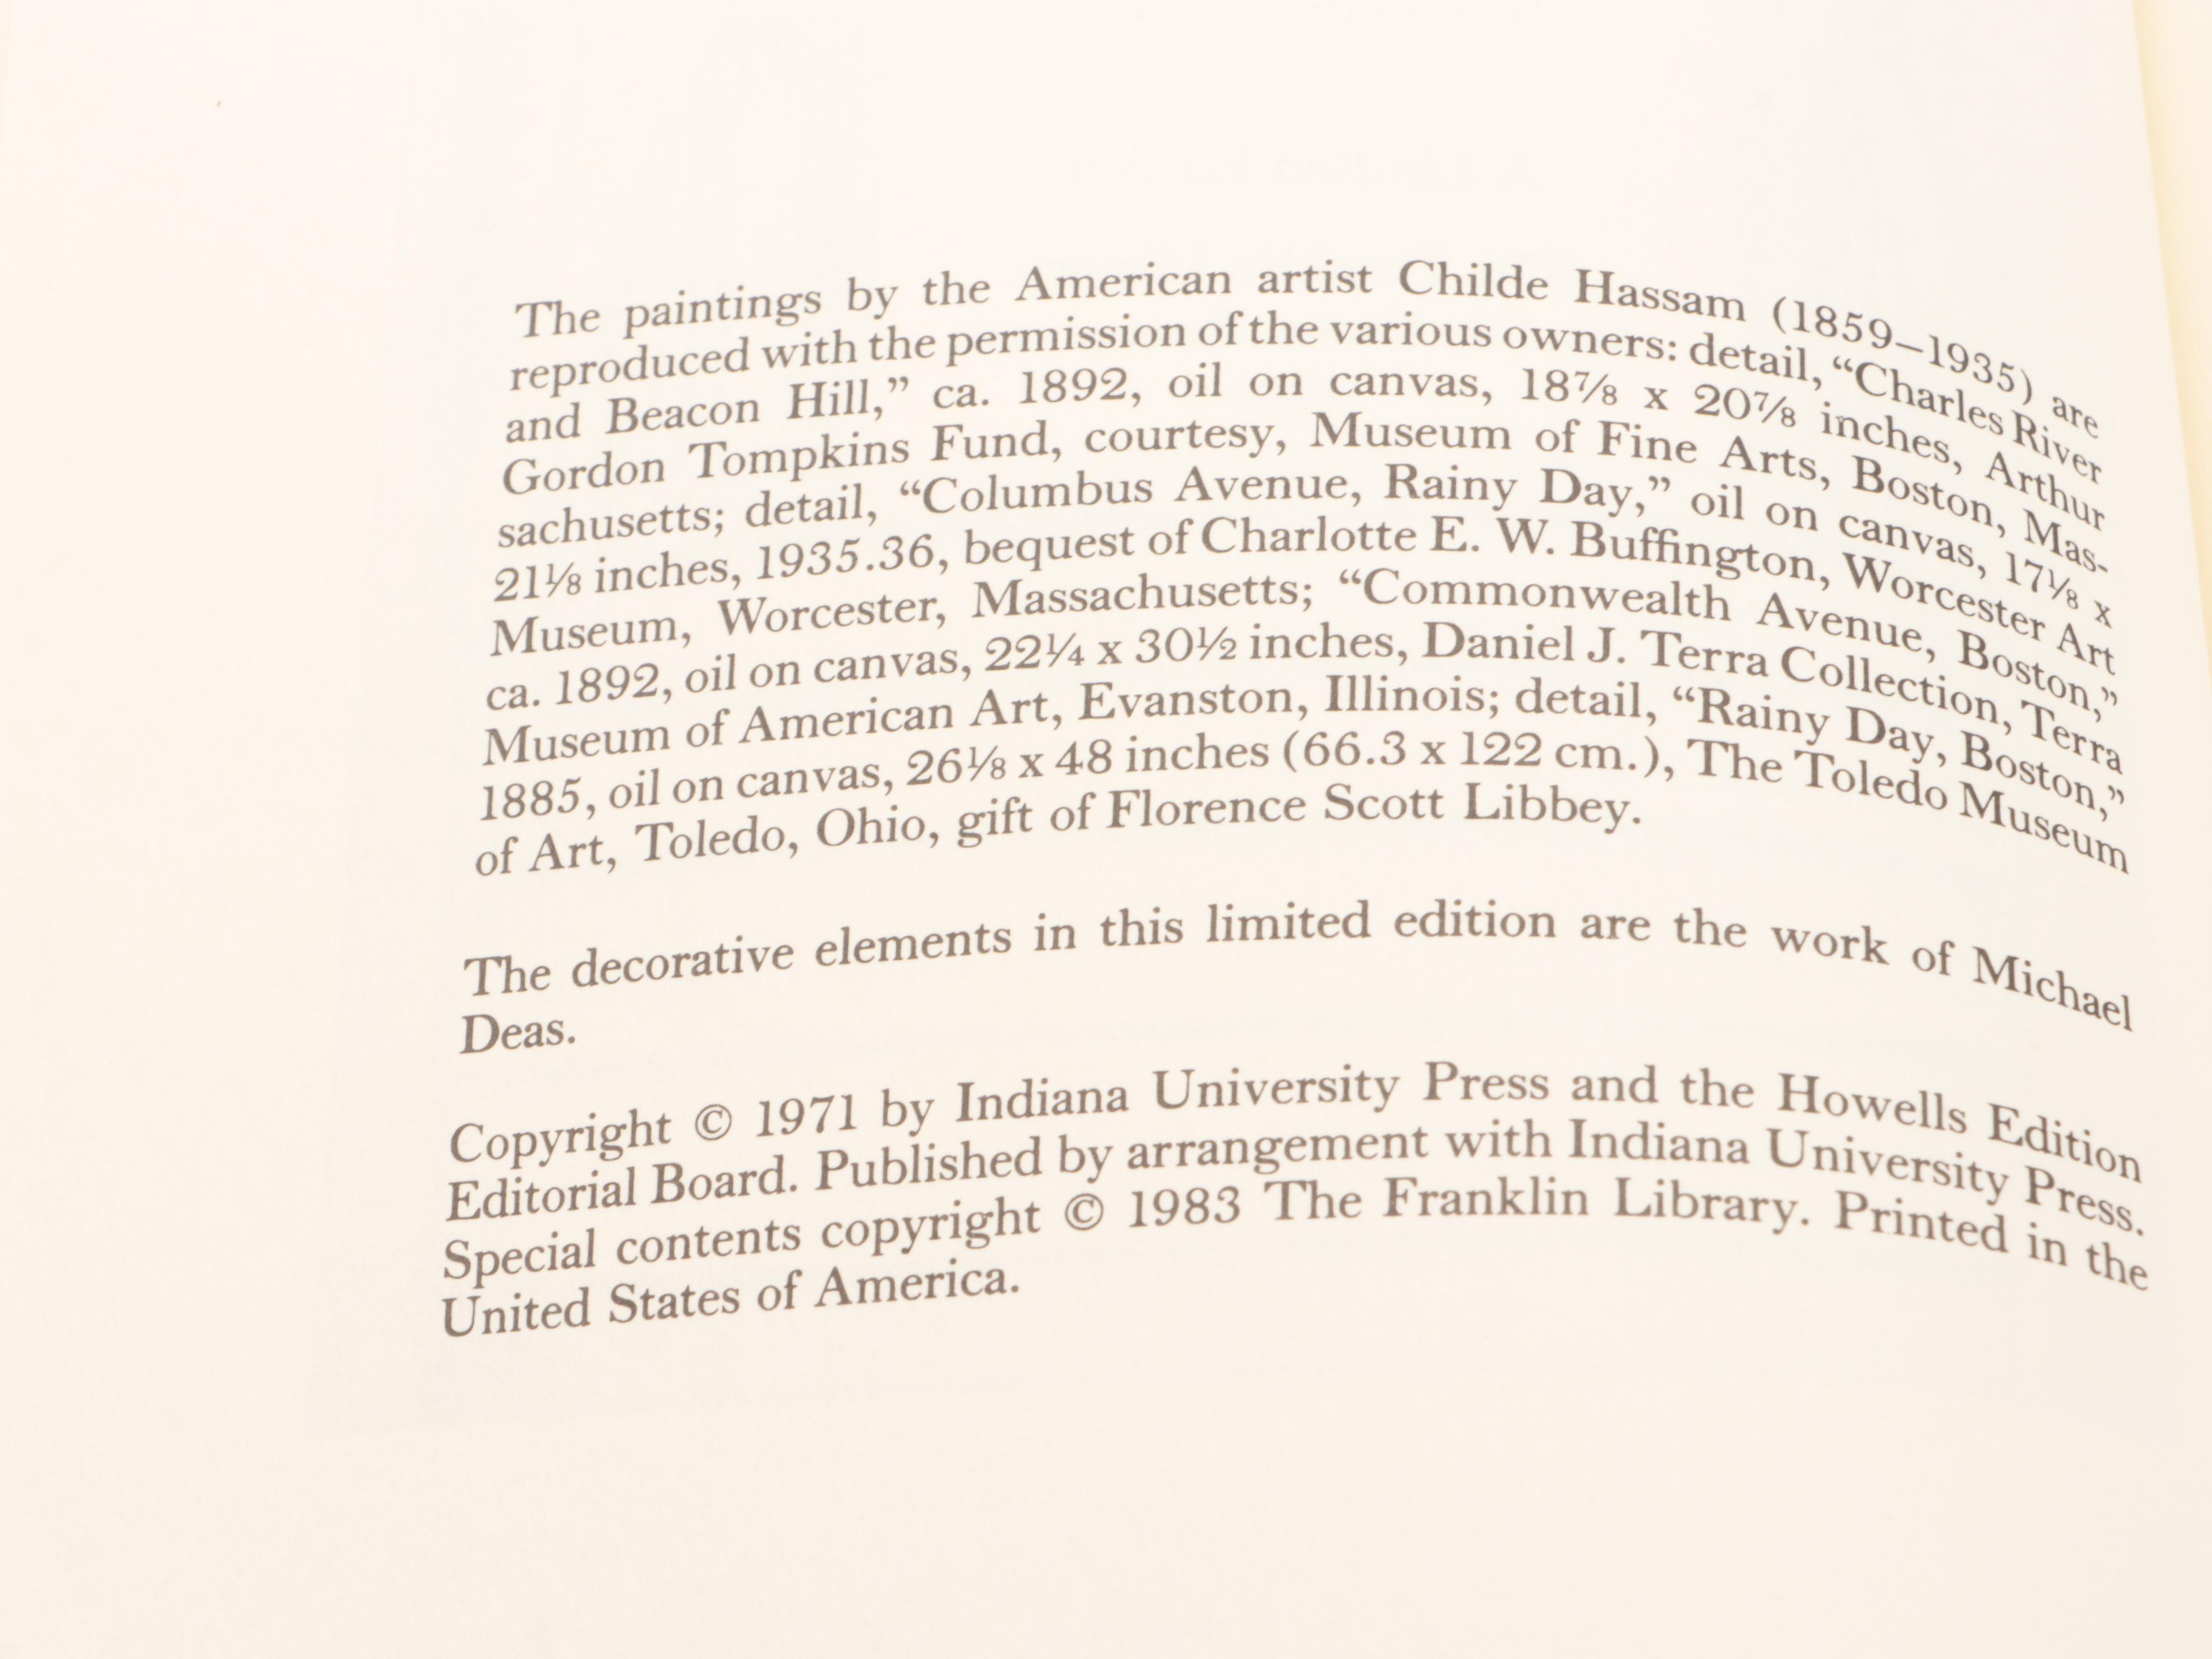 The paintings by the American artist Childe Hassam (1859–1935) are
reproduced with the permission of the various owners: detail, “Charles River
and Beacon Hill,” ca. 1892, oil on canvas, 18⅞ x 20⅞ inches, Arthur
Gordon Tompkins Fund, courtesy, Museum of Fine Arts, Boston, Mas-
sachusetts; detail, “Columbus Avenue, Rainy Day,” oil on canvas, 17⅛ x
21⅛ inches, 1935.36, bequest of Charlotte E. W. Buffington, Worcester Art
Museum, Worcester, Massachusetts; “Commonwealth Avenue, Boston,”
ca. 1892, oil on canvas, 22¼ x 30½ inches, Daniel J. Terra Collection, Terra
Museum of American Art, Evanston, Illinois; detail, “Rainy Day, Boston,”
1885, oil on canvas, 26⅛ x 48 inches (66.3 x 122 cm.), The Toledo Museum
of Art, Toledo, Ohio, gift of Florence Scott Libbey.
The decorative elements in this limited edition are the work of Michael
Deas.
Copyright © 1971 by Indiana University Press and the Howells Edition
Editorial Board. Published by arrangement with Indiana University Press.
Special contents copyright © 1983 The Franklin Library. Printed in the
United States of America.